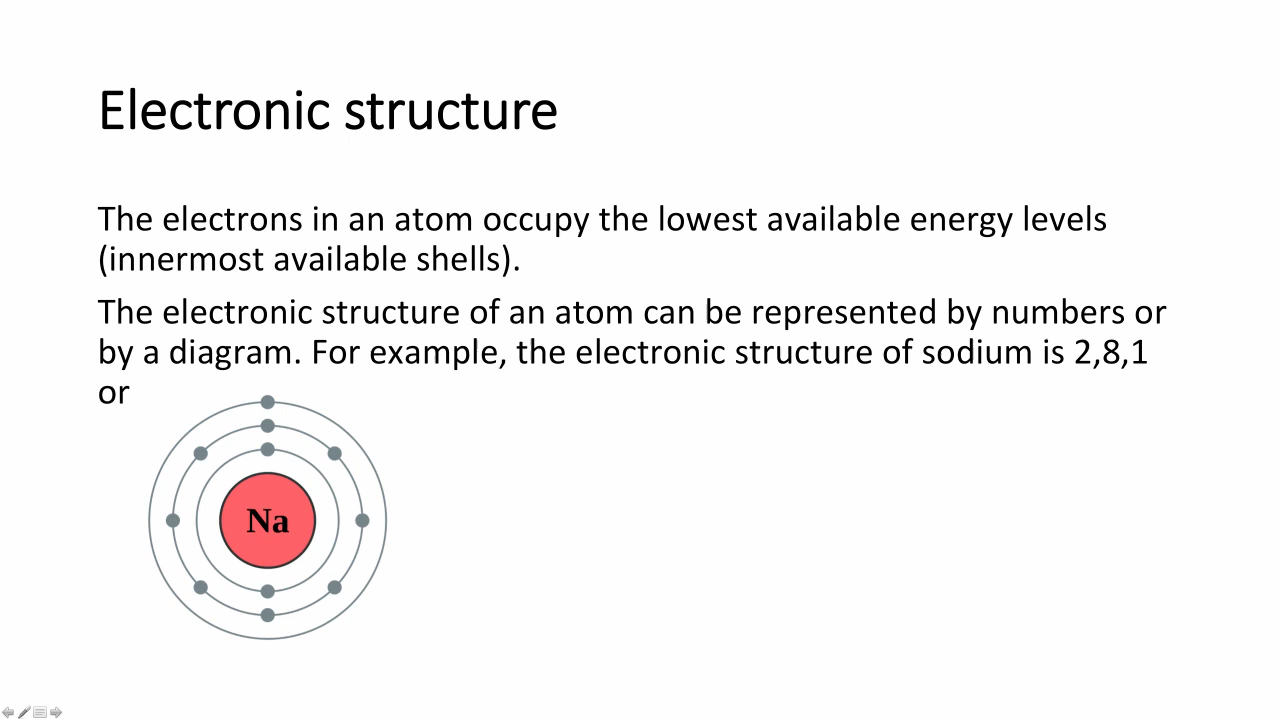 Electronic structure
The electrons in an atom occupy the lowest available energy levels
(innermost available shells).
The electronic structure of an atom can be represented by numbers or
by a diagram. For example, the electronic structure of sodium is 2,8,1
or
Na